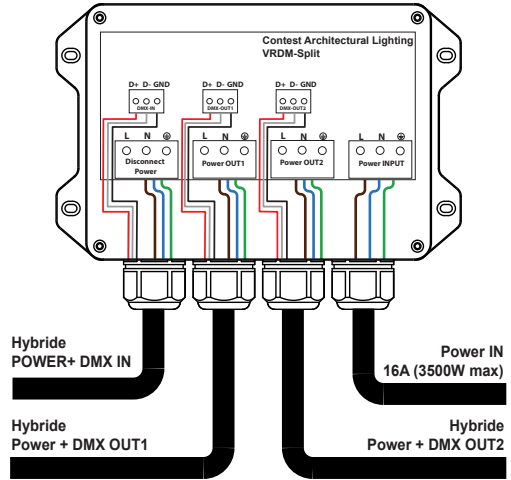 Contest Architectural Lighting
VRDM-Split
D+ D- GND
DMX-IN
D+ D- GND
DMX-OUT1
D+ D- GND
DMX-OUT2
L N
Disconnect
Power
L N
Power OUT1
L N
Power OUT2
L N
Power INPUT
Hybride
POWER+ DMX IN
Power IN
16A (3500W max)
Hybride
Power + DMX OUT1
Hybride
Power + DMX OUT2